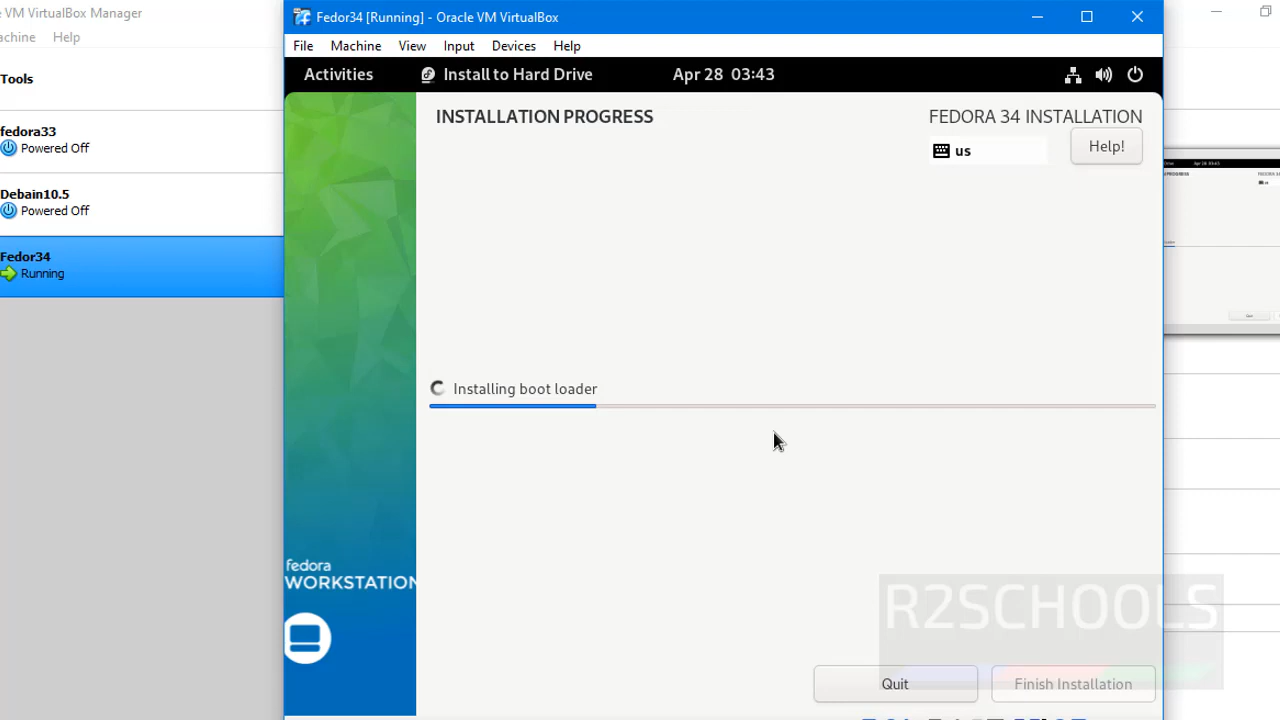 VM VirtualBox Manager
Help
Tools
fedora33
Powered Off
Debain10.5
Powered Off
Fedor34
Running
Fedor34 [Running] - Oracle VM VirtualBox
File Machine View Input Devices Help
Activities Install to Hard Drive Apr 28 03:43
INSTALLATION PROGRESS
FEDORA 34 INSTALLATION
us
Help!
Installing boot loader
fedora
WORKSTATION
R2SCHOOLS
Quit
Finish Installation